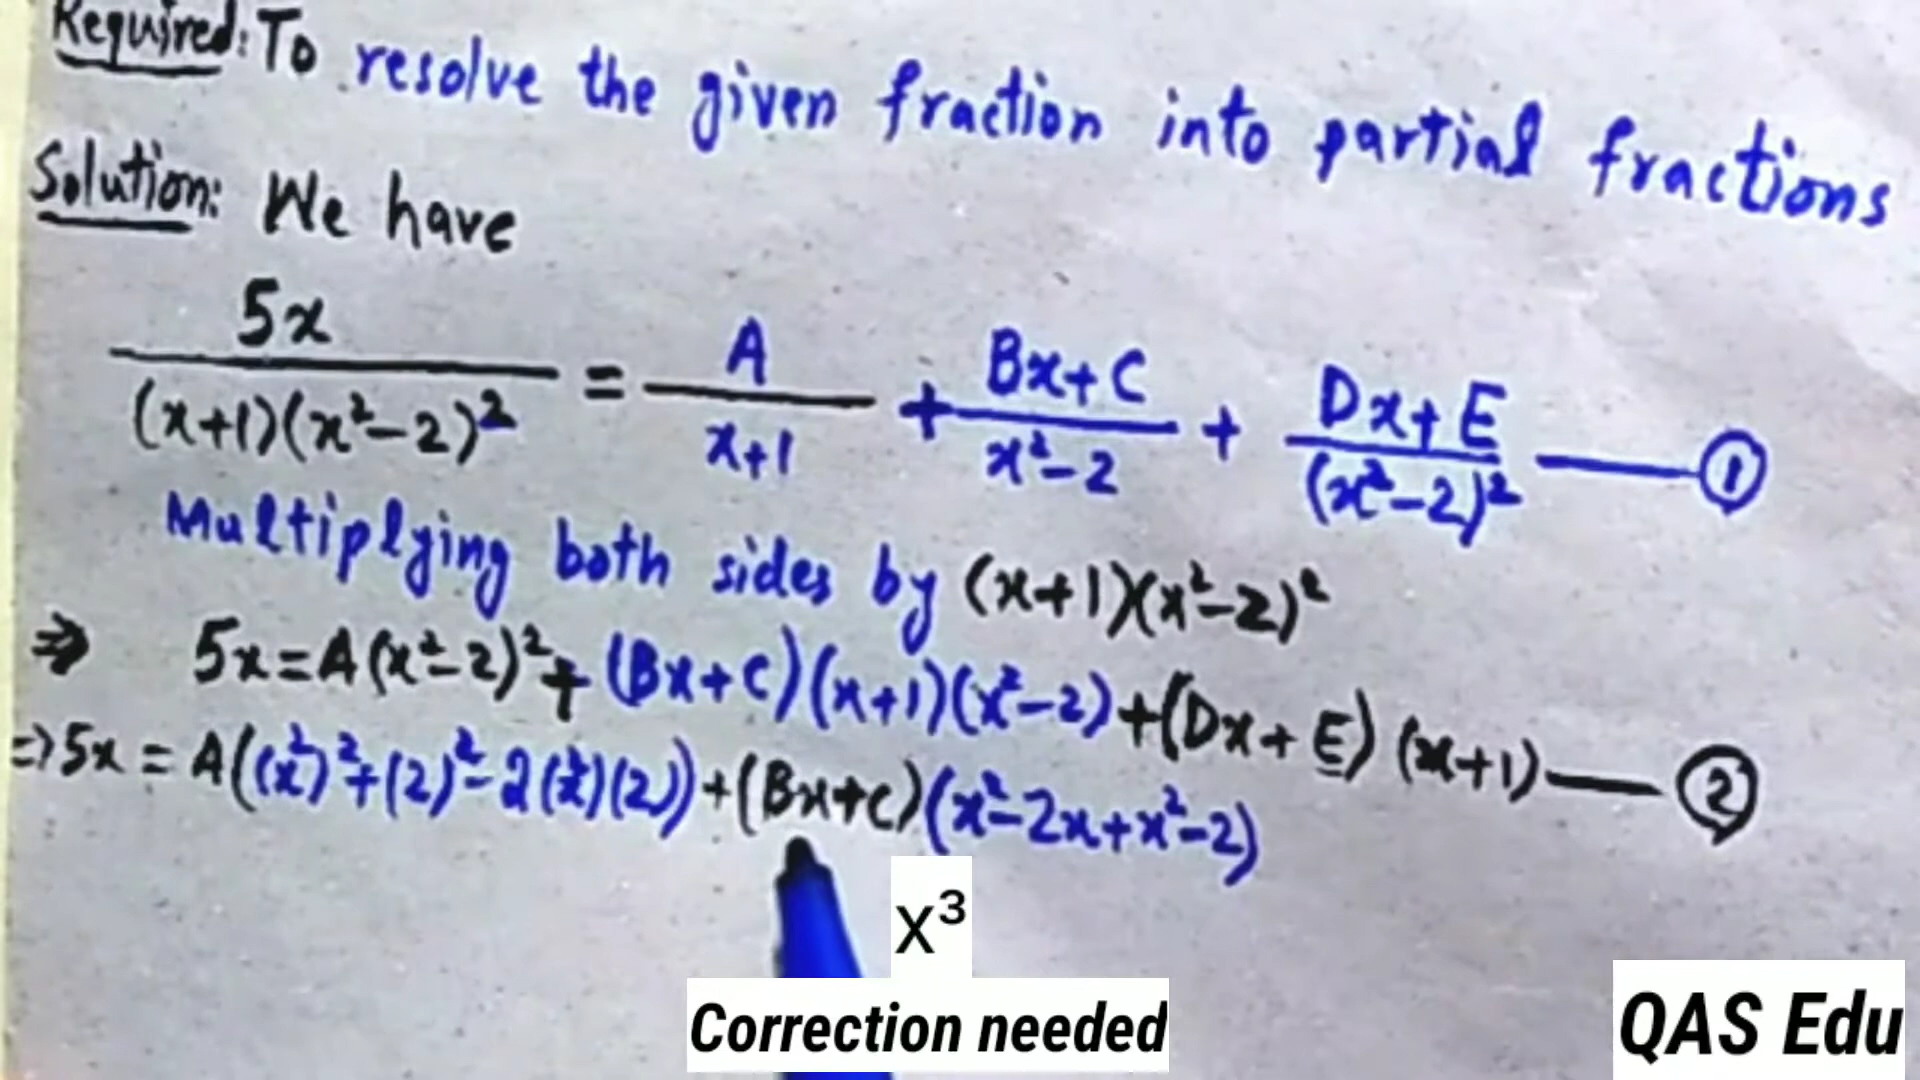 Required: To resolve the given fraction into partial fractions
Solution: We have
5x/((x+1)(x²-2)²) = A/(x+1) + (Bx+C)/(x²-2) + (Dx+E)/(x²-2)² —— ①
Multiplying both sides by (x+1)(x²-2)²
⇒ 5x = A(x²-2)² + (Bx+C)(x+1)(x²-2) + (Dx+E)(x+1) —— ②
⇒ 5x = A((x²)²+(2)²-2(x²)(2)) + (Bx+C)(x²-2x+x²-2)
x³
Correction needed
QAS Edu